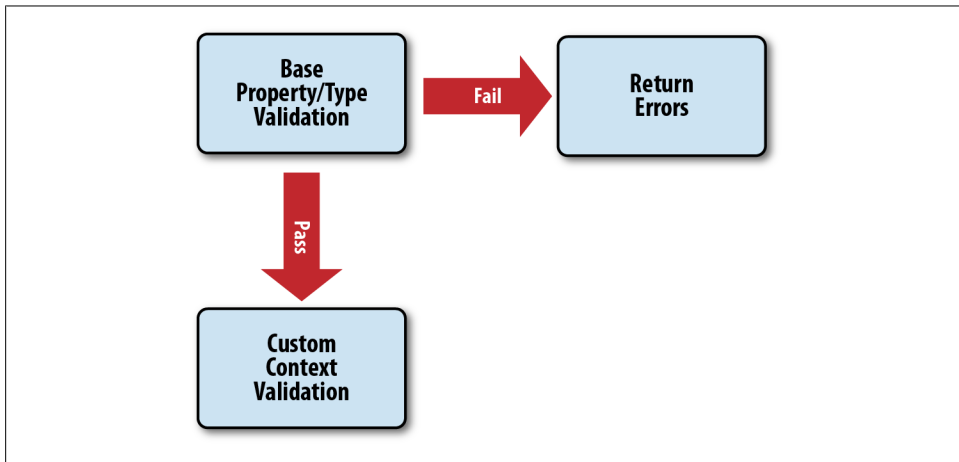 Base
Property/Type
Validation
Fail
Return
Errors
Pass
Custom
Context
Validation